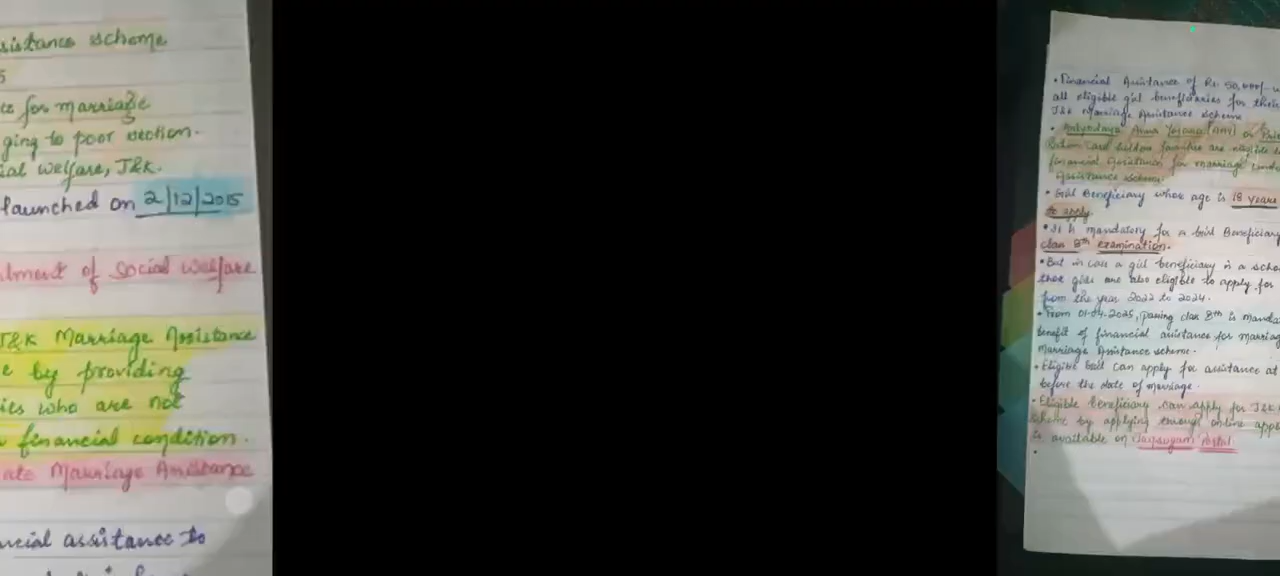 sistance scheme
5
ce for marriage
ging to poor section.
ial welfare, J&K.
launched on 2/12/2015
tment of social welfare
J&K Marriage Assistance
e by providing
ies who are not
financial condition.
ate Marriage Assistance
ncial assistance to
• Financial Assistance of Rs. 50,000/-
all eligible girl beneficiaries for their
J&K Marriage Assistance scheme
• Antyodaya Anna Yojana (AAY) or
Ration Card holders families are eligible
financial Assistance for marriage under
Assistance scheme.
• Girl Beneficiary whose age is 18 years
to apply.
• It is mandatory for a Girl Beneficiary
class 8th examination.
• But in case a girl beneficiary is a
that girls are also eligible to apply for
from the year 2022 to 2024.
• From 01-04-2025, passing class 8th is
benefit of financial assistance for
Marriage Assistance scheme.
• Eligible can apply for assistance at
before the date of marriage.
• Eligible beneficiary can apply for J&K
scheme by applying through online
is available on Jansugam Portal
•